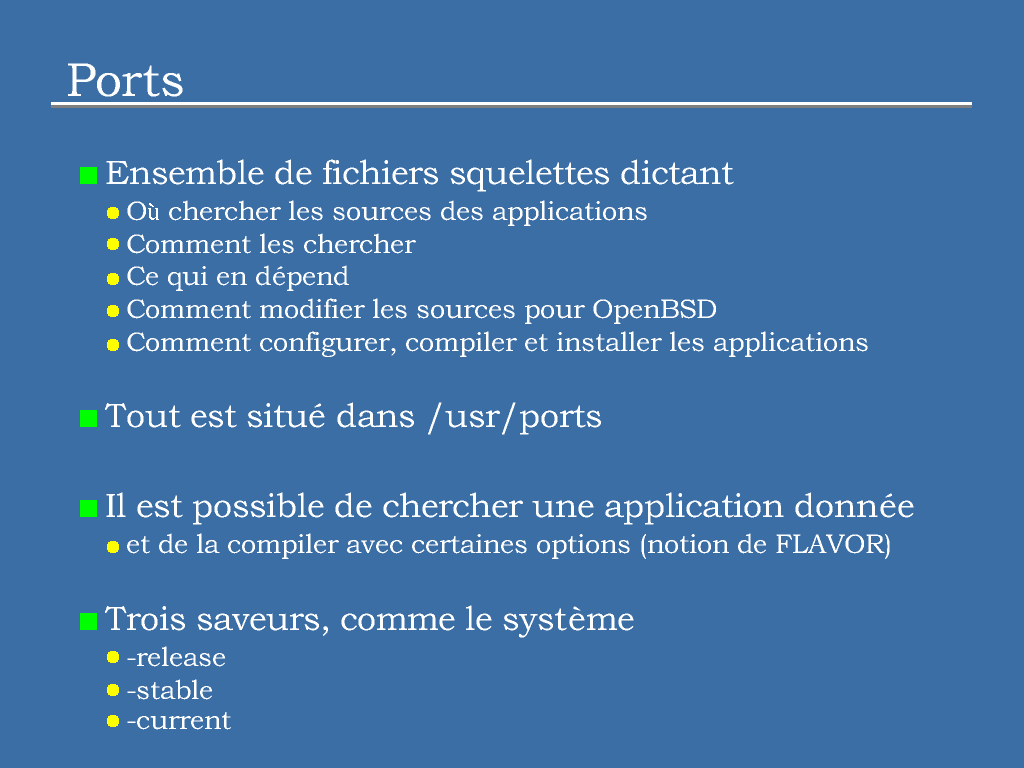 Ports
Ensemble de fichiers squelettes dictant
Où chercher les sources des applications
Comment les chercher
Ce qui en dépend
Comment modifier les sources pour OpenBSD
Comment configurer, compiler et installer les applications
Tout est situé dans /usr/ports
Il est possible de chercher une application donnée
et de la compiler avec certaines options (notion de FLAVOR)
Trois saveurs, comme le système
-release
-stable
-current